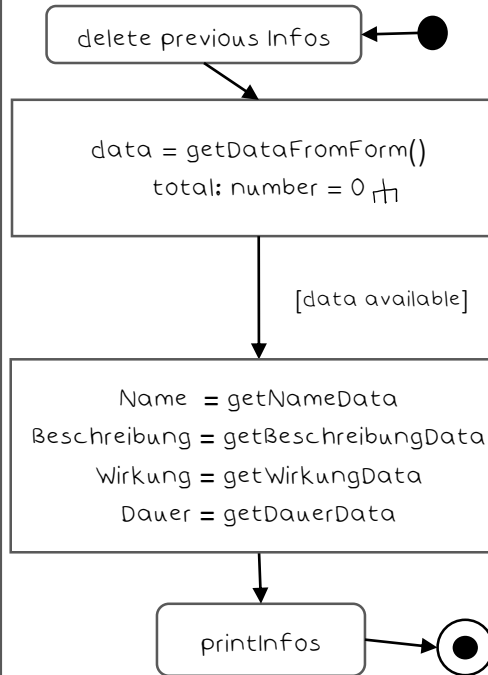 delete previous Infos
data = getDataFromForm()
total: number = 0
[data available]
Name = getNameData
Beschreibung = getBeschreibungData
Wirkung = getWirkungData
Dauer = getDauerData
printInfos